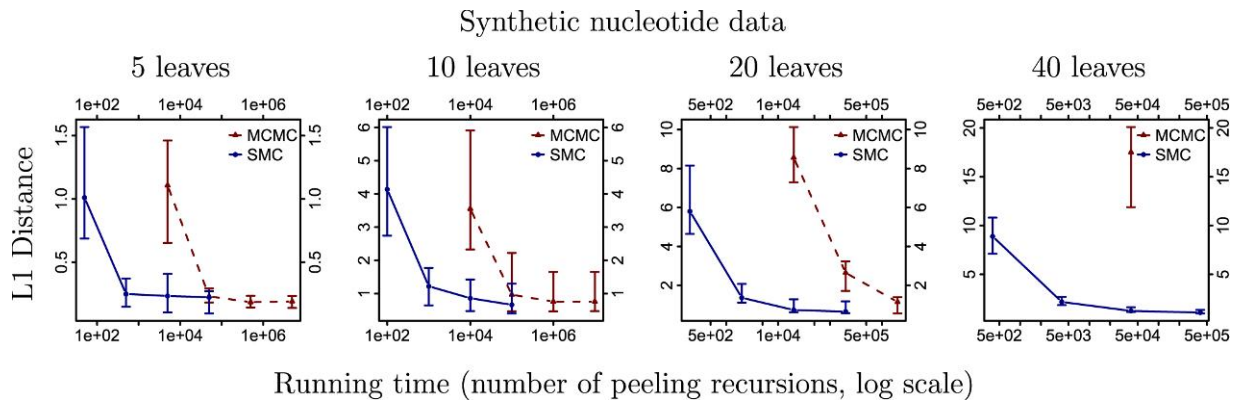 Synthetic nucleotide data
5 leaves
10 leaves
20 leaves
40 leaves
1e+02 1e+04 1e+06
1e+02 1e+04 1e+06
5e+02 1e+04 5e+05
5e+02 5e+03 5e+04 5e+05
L1 Distance
1.5
1.0
0.5
MCMC
SMC
1.5
1.0
0.5
6
5
4
3
2
1
MCMC
SMC
6
5
4
3
2
1
10
8
6
4
2
MCMC
SMC
10
8
6
4
2
20
15
10
5
MCMC
SMC
20
15
10
5
1e+02 1e+04 1e+06
1e+02 1e+04 1e+06
5e+02 1e+04 5e+05
5e+02 5e+03 5e+04 5e+05
Running time (number of peeling recursions, log scale)